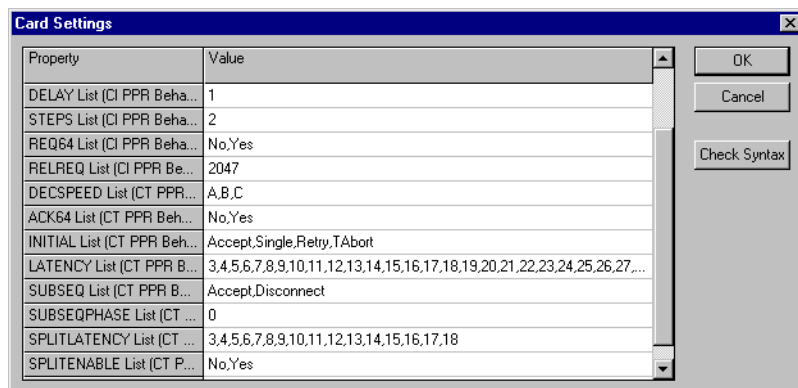 Card Settings
Property Value
OK
DELAY List (CI PPR Beha... 1
Cancel
STEPS List (CI PPR Beha... 2
REQ64 List (CI PPR Beha... No,Yes
Check Syntax
RELREQ List (CI PPR Be... 2047
DECSPEED List (CT PPR... A,B,C
ACK64 List (CT PPR Beh... No,Yes
INITIAL List (CT PPR Beh... Accept,Single,Retry,TAbort
LATENCY List (CT PPR B... 3,4,5,6,7,8,9,10,11,12,13,14,15,16,17,18,19,20,21,22,23,24,25,26,27,...
SUBSEQ List (CT PPR B... Accept,Disconnect
SUBSEQPHASE List (CT ... 0
SPLITLATENCY List (CT ... 3,4,5,6,7,8,9,10,11,12,13,14,15,16,17,18
SPLITENABLE List (CT P... No,Yes